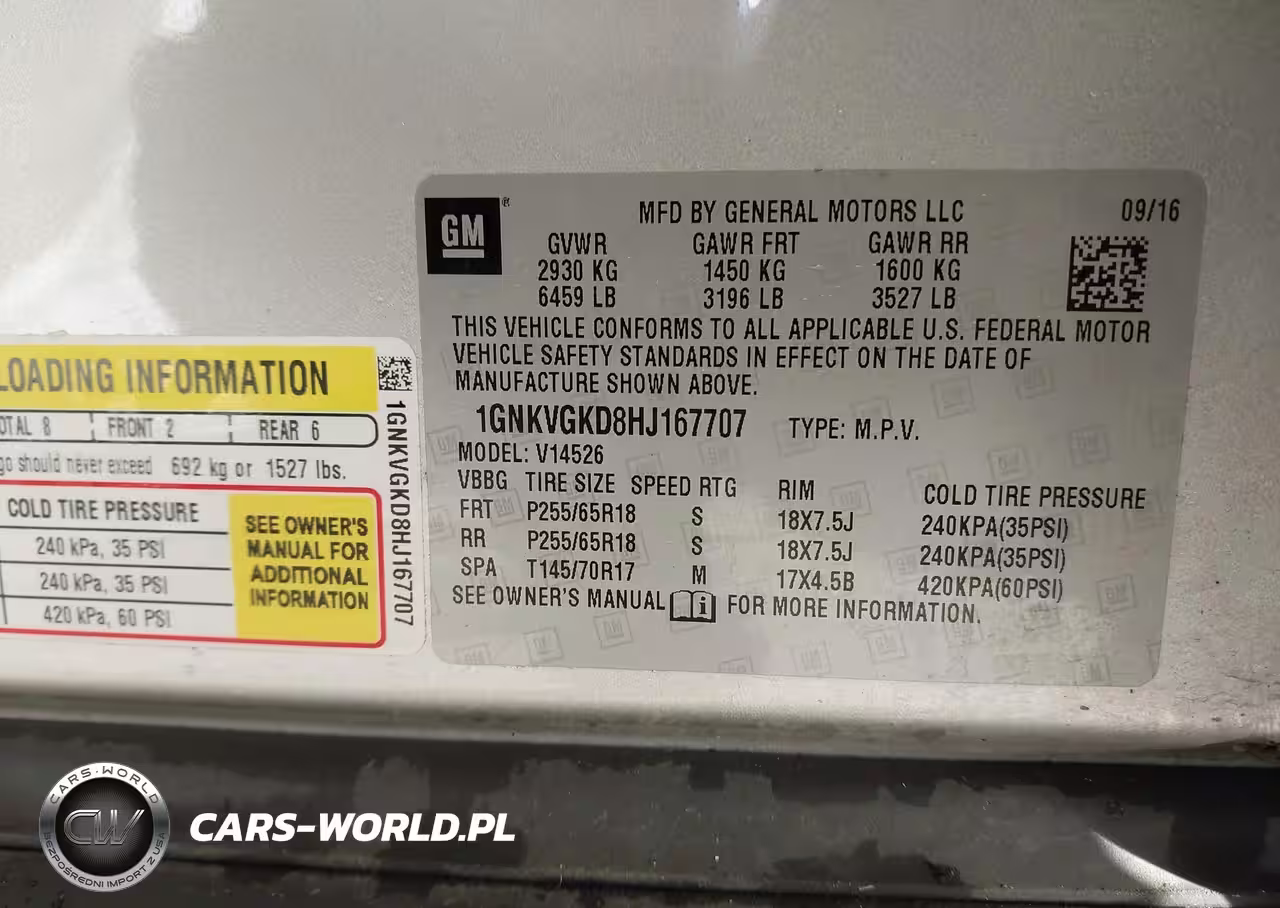 GM ®
MFD BY GENERAL MOTORS LLC 09/16
GVWR GAWR FRT GAWR RR
2930 KG 1450 KG 1600 KG
6459 LB 3196 LB 3527 LB
THIS VEHICLE CONFORMS TO ALL APPLICABLE U.S. FEDERAL MOTOR
VEHICLE SAFETY STANDARDS IN EFFECT ON THE DATE OF
MANUFACTURE SHOWN ABOVE.
1GNKVGKD8HJ167707 TYPE: M.P.V.
MODEL: V14526
VBBG TIRE SIZE SPEED RTG RIM COLD TIRE PRESSURE
FRT P255/65R18 S 18X7.5J 240KPA(35PSI)
RR P255/65R18 S 18X7.5J 240KPA(35PSI)
SPA T145/70R17 M 17X4.5B 420KPA(60PSI)
SEE OWNER'S MANUAL i FOR MORE INFORMATION.
LOADING INFORMATION
OTAL 8 FRONT 2 REAR 6
go should never exceed 692 kg or 1527 lbs.
COLD TIRE PRESSURE
240 kPa, 35 PSI
240 kPa, 35 PSI
420 kPa, 60 PSI
SEE OWNER'S
MANUAL FOR
ADDITIONAL
INFORMATION
1GNKVGKD8HJ167707
CARS-WORLD
CW
BEZPOŚREDNI IMPORT Z USA
CARS-WORLD.PL